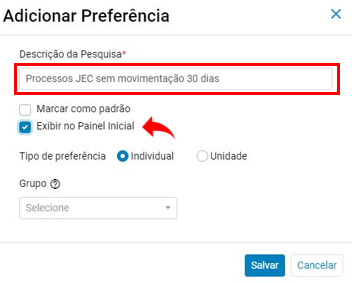 Adicionar Preferência
Descrição da Pesquisa*
Processos JEC sem movimentação 30 dias
Marcar como padrão
Exibir no Painel Inicial
Tipo de preferência Individual Unidade
Grupo
Selecione
Salvar Cancelar